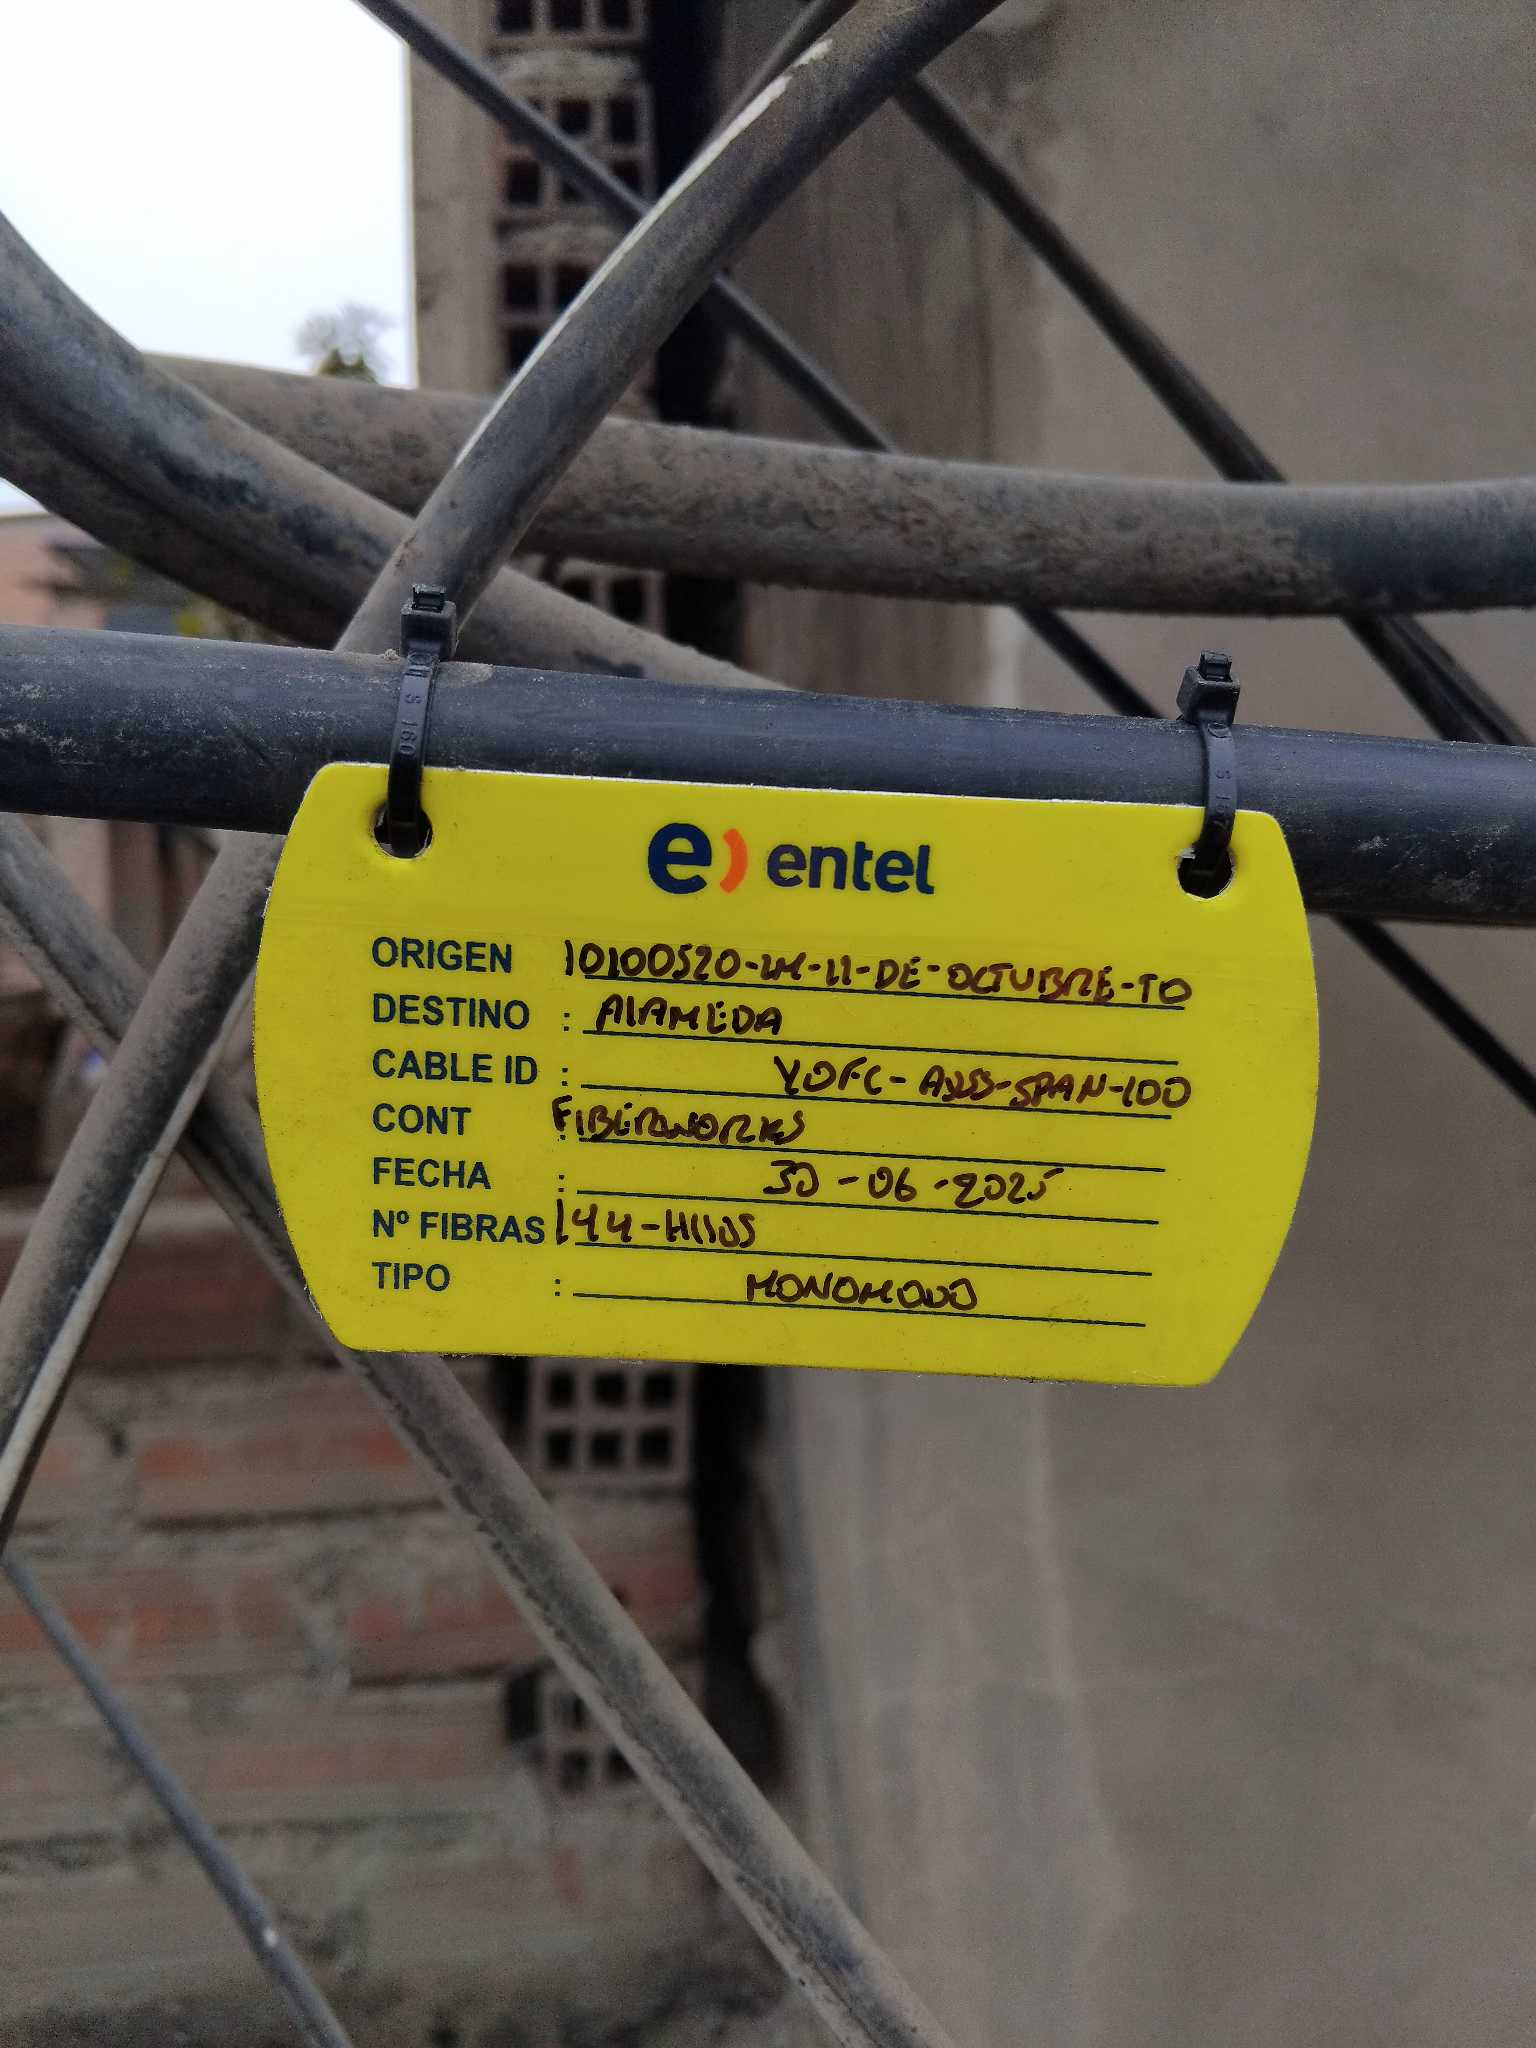 e) entel
ORIGEN 10100520-LM-11-DE-OCTUBRE-TO
DESTINO : ALAMEDA
CABLE ID : YOFC-ASSS-SPAN-100
CONT : FIBERWORKS
FECHA : 30-06-2025
Nº FIBRAS 144-HILOS
TIPO : MONOMODO